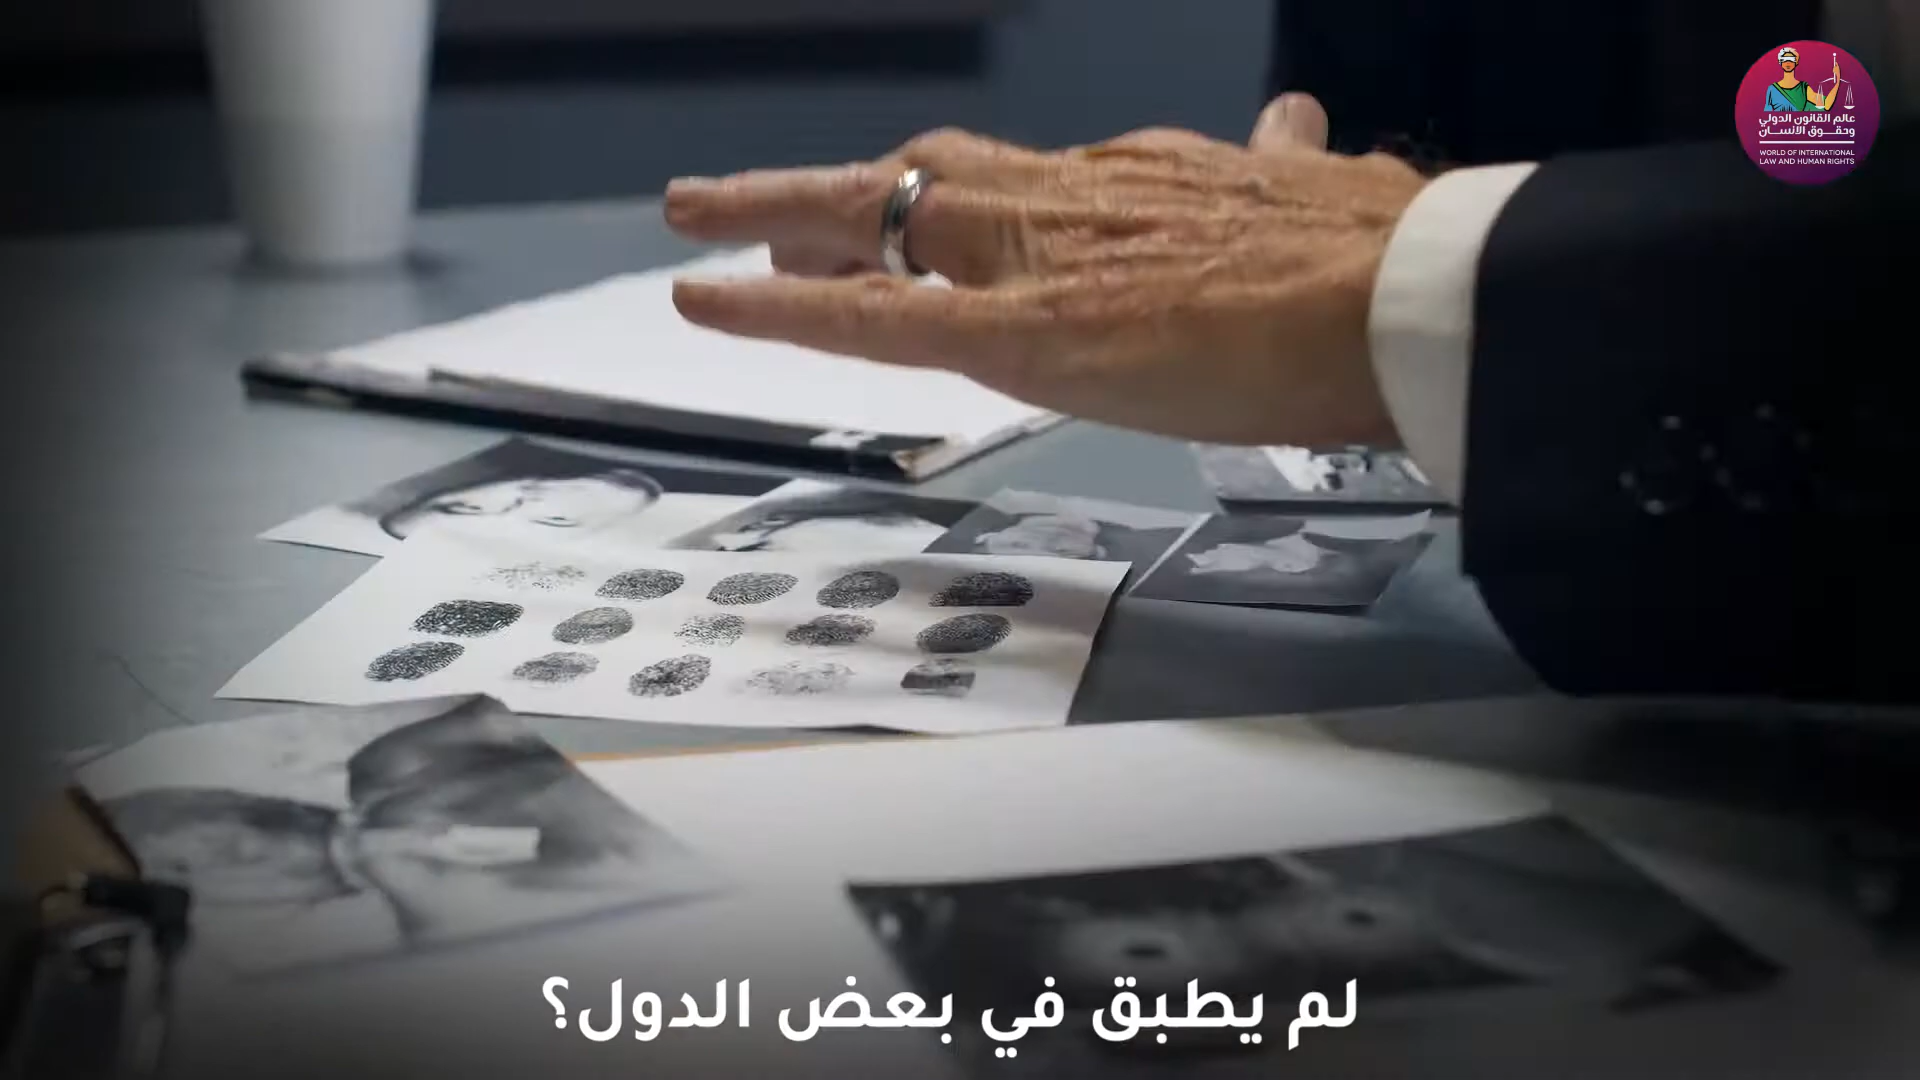 عالم القانون الدولي
وحقوق الانسان
WORLD OF INTERNATIONAL
LAW AND HUMAN RIGHTS
لم يطبق في بعض الدول؟